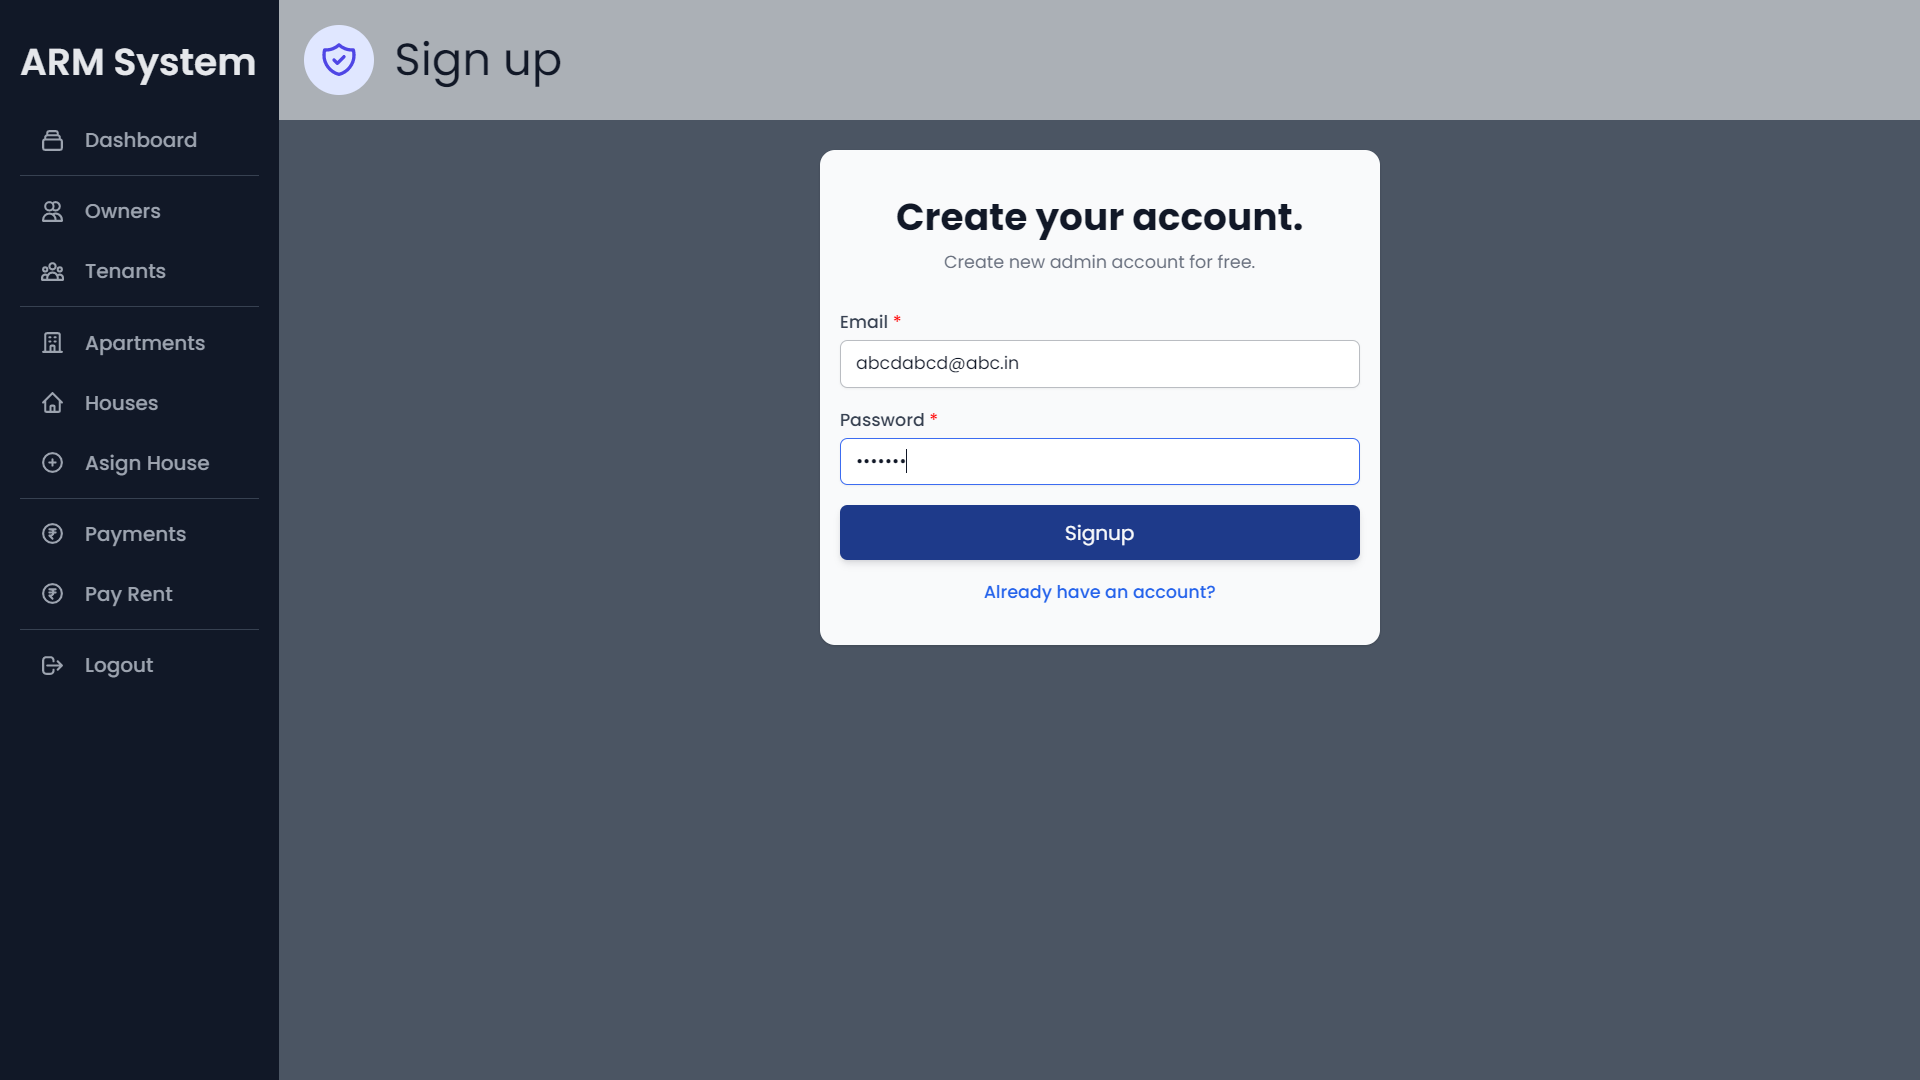 ARM System
Dashboard
Owners
Tenants
Apartments
Houses
Asign House
Payments
Pay Rent
Logout
Sign up
Create your account.
Create new admin account for free.
Email *
abcdabcd@abc.in
Password *
•••••••
Signup
Already have an account?